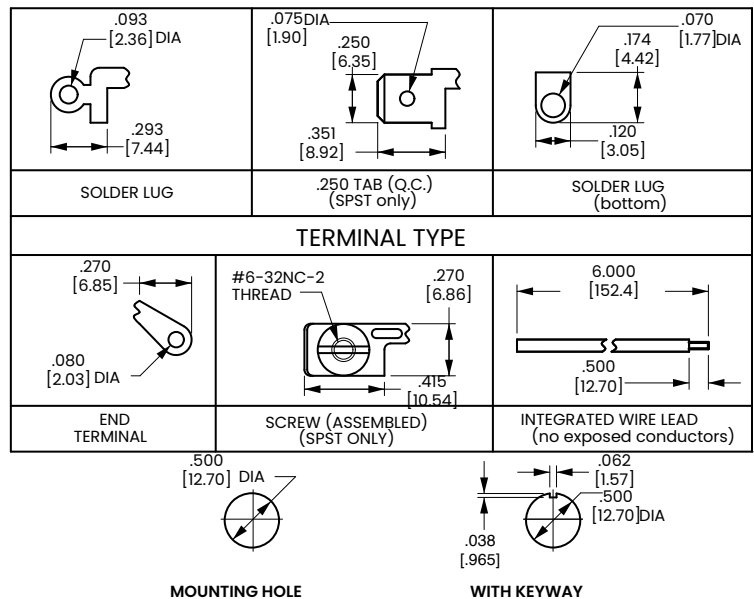 .093
[2.36] DIA
.293
[7.44]
SOLDER LUG
.075DIA
[1.90]
.250
[6.35]
.351
[8.92]
.250 TAB (Q.C.)
(SPST only)
.070
[1.77]DIA
.174
[4.42]
.120
[3.05]
SOLDER LUG
(bottom)
TERMINAL TYPE
.270
[6.85]
.080
[2.03] DIA
END
TERMINAL
#6-32NC-2
THREAD
.270
[6.86]
.415
[10.54]
SCREW (ASSEMBLED)
(SPST ONLY)
6.000
[152.4]
.500
[12.70]
INTEGRATED WIRE LEAD
(no exposed conductors)
.500
[12.70] DIA
MOUNTING HOLE
.062
[1.57]
.500
[12.70]DIA
.038
[.965]
WITH KEYWAY